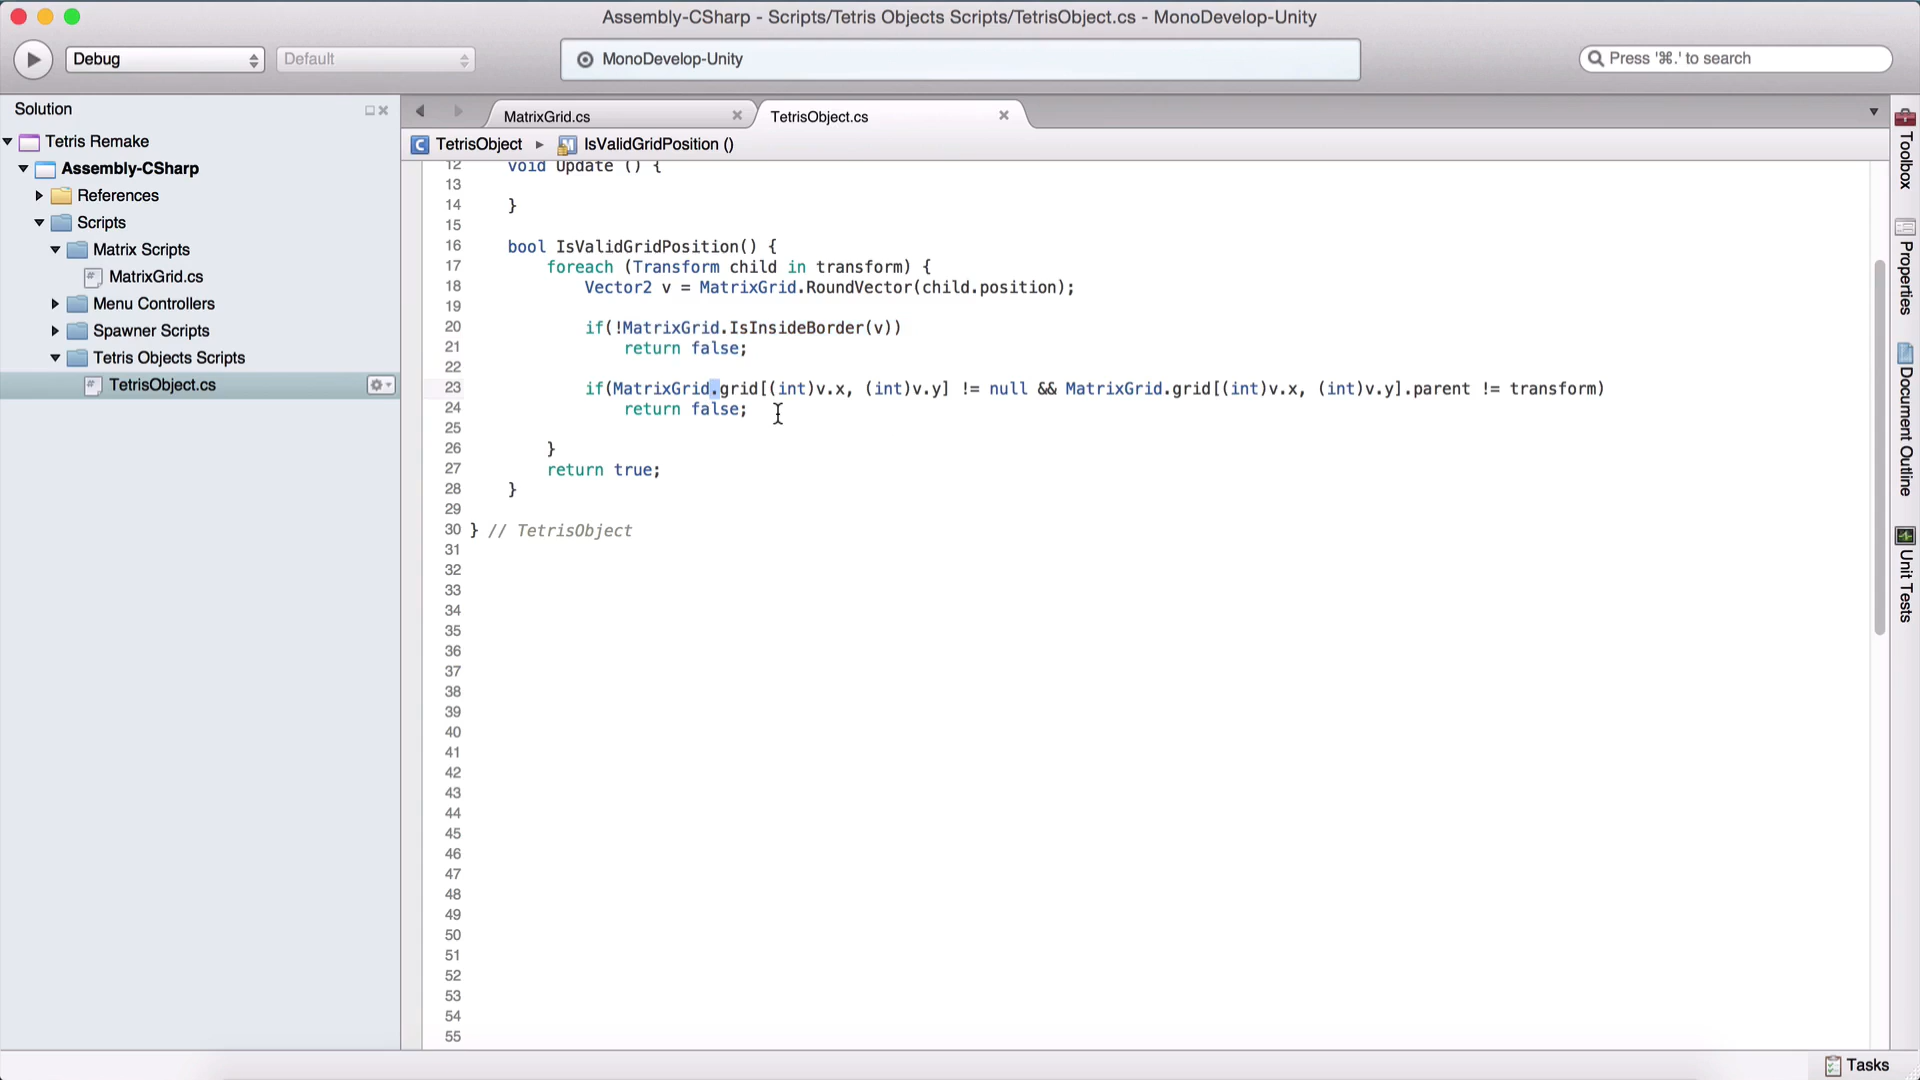 Assembly-CSharp - Scripts/Tetris Objects Scripts/TetrisObject.cs - MonoDevelop-Unity
Debug
Default
MonoDevelop-Unity
Press '⌘.' to search
Solution
Tetris Remake
Assembly-CSharp
References
Scripts
Matrix Scripts
MatrixGrid.cs
Menu Controllers
Spawner Scripts
Tetris Objects Scripts
TetrisObject.cs
MatrixGrid.cs
TetrisObject.cs
TetrisObject
IsValidGridPosition ()
12 void Update () {
13
14 }
15
16 bool IsValidGridPosition() {
17 foreach (Transform child in transform) {
18 Vector2 v = MatrixGrid.RoundVector(child.position);
19
20 if(!MatrixGrid.IsInsideBorder(v))
21 return false;
22
23 if(MatrixGrid.grid[(int)v.x, (int)v.y] != null && MatrixGrid.grid[(int)v.x, (int)v.y].parent != transform)
24 return false;
25
26 }
27 return true;
28 }
29
30 } // TetrisObject
31
32
33
34
35
36
37
38
39
40
41
42
43
44
45
46
47
48
49
50
51
52
53
54
55
Toolbox
Properties
Document Outline
Unit Tests
Tasks